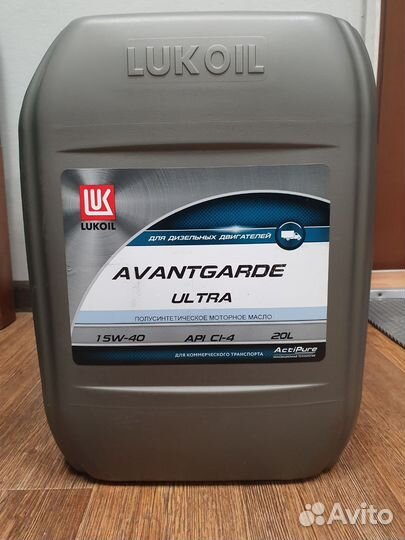 LUKOIL
LUKOIL
ДЛЯ ДИЗЕЛЬНЫХ ДВИГАТЕЛЕЙ
AVANTGARDE
ULTRA
ПОЛУСИНТЕТИЧЕСКОЕ МОТОРНОЕ МАСЛО
15W-40 API CI-4 20L
ДЛЯ КОММЕРЧЕСКОГО ТРАНСПОРТА
ActiPure
Avito